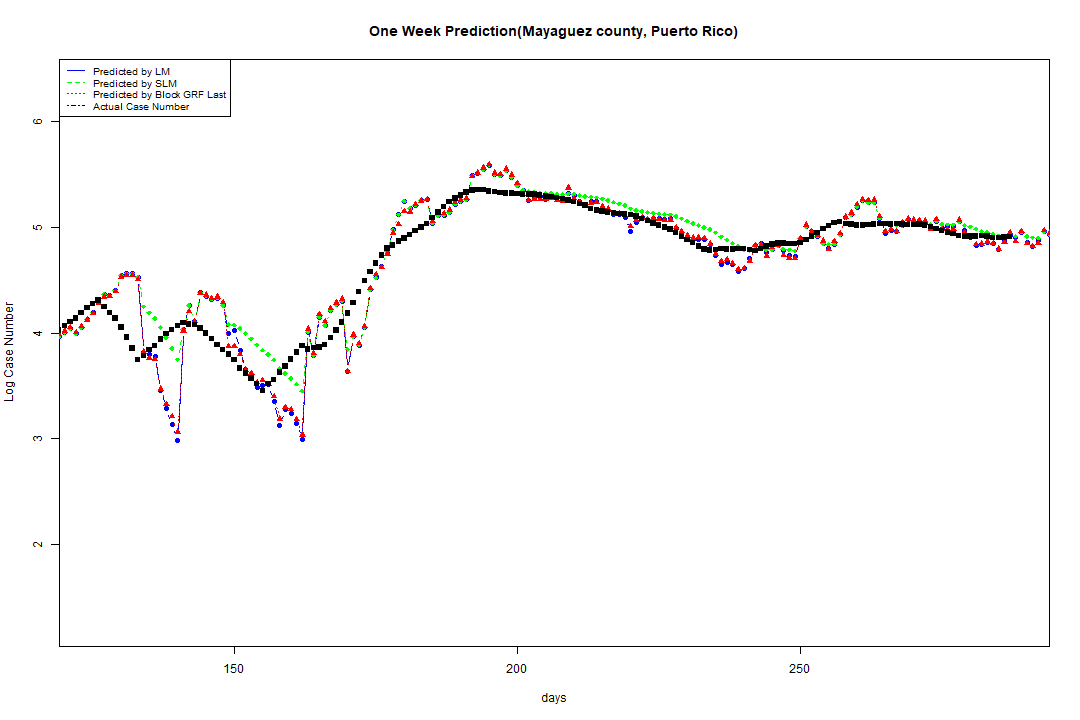 One Week Prediction(Mayaguez county, Puerto Rico)
Predicted by LM
Predicted by SLM
Predicted by Block GRF Last
Actual Case Number
Log Case Number
6
5
4
3
2
150
200
250
days